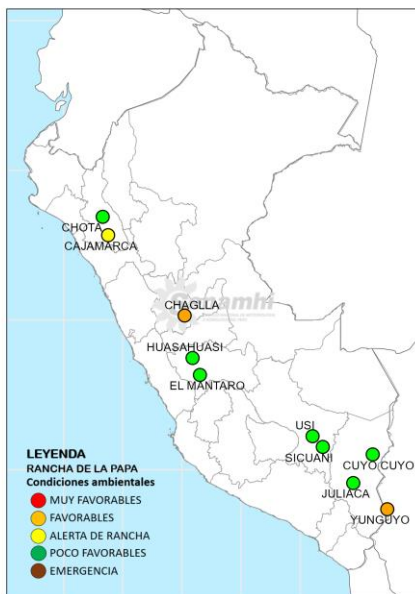 CHOTA
CAJAMARCA
CHAGLLA
HUASAHUASI
EL MANTARO
USI
SICUANI
CUYO CUYO
JULIACA
YUNGUYO
LEYENDA
RANCHA DE LA PAPA
Condiciones ambientales
MUY FAVORABLES
FAVORABLES
ALERTA DE RANCHA
POCO FAVORABLES
EMERGENCIA